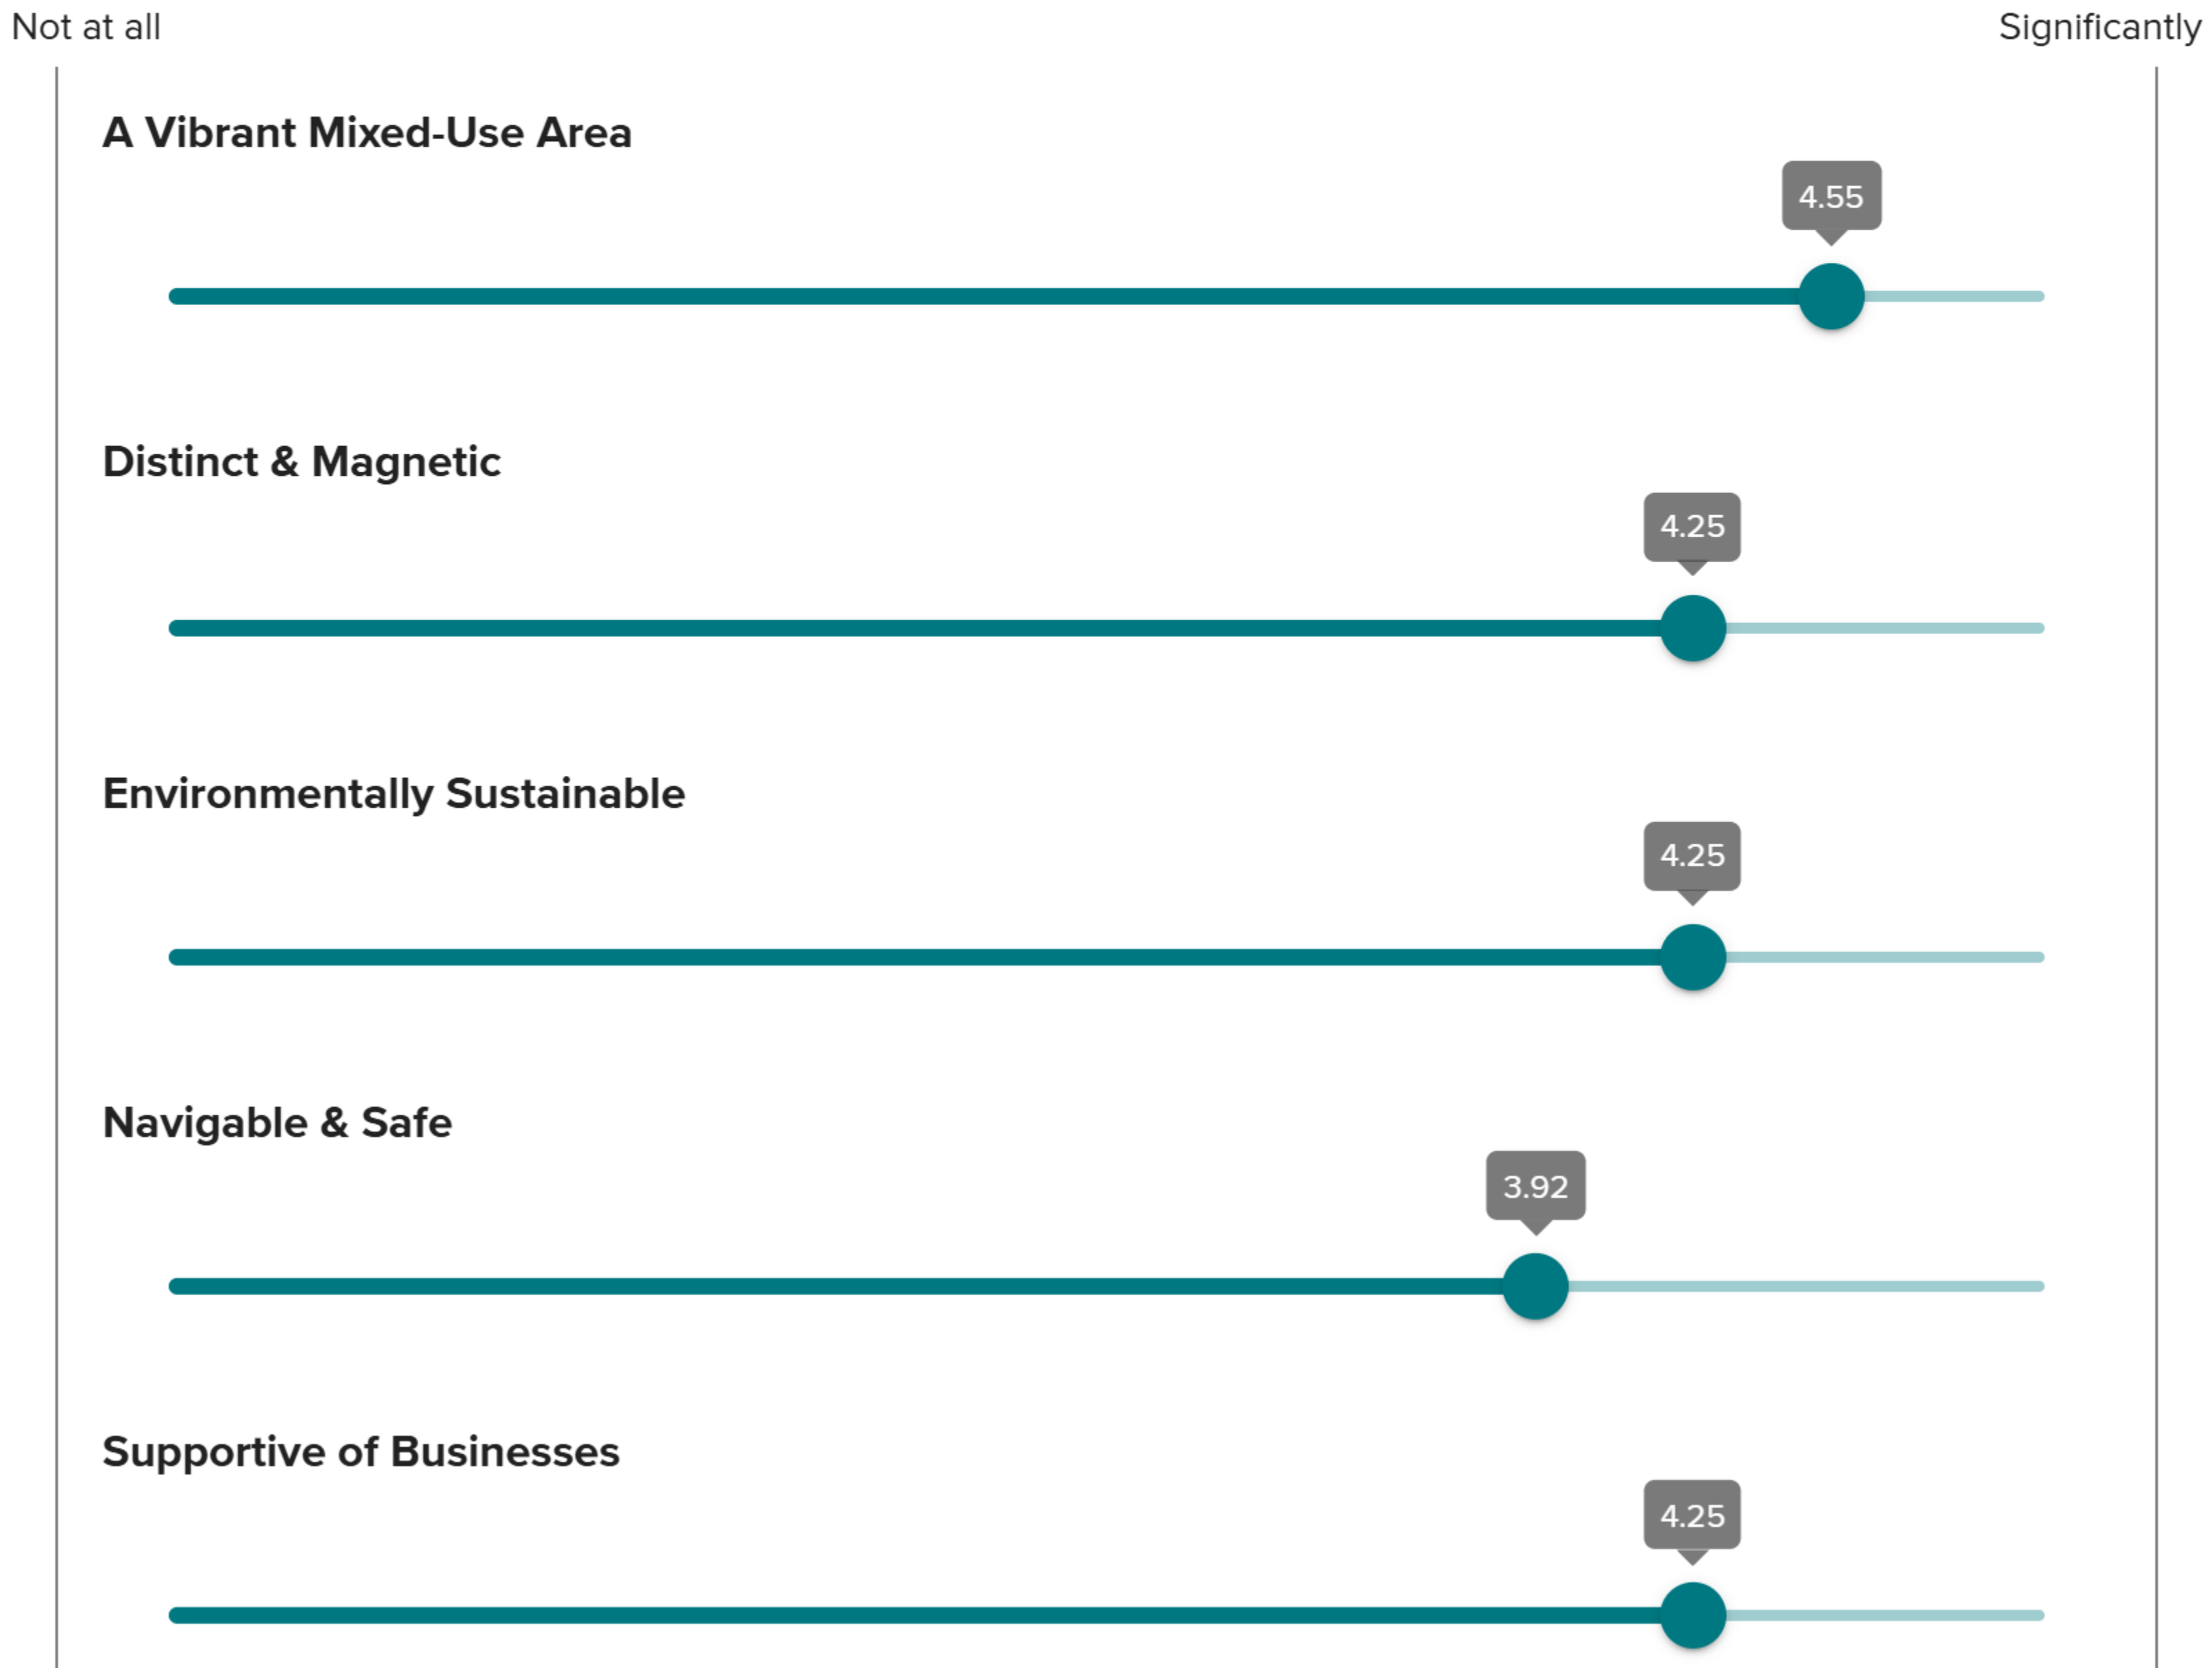 Not at all
Significantly
A Vibrant Mixed-Use Area
4.55
Distinct & Magnetic
4.25
Environmentally Sustainable
4.25
Navigable & Safe
3.92
Supportive of Businesses
4.25